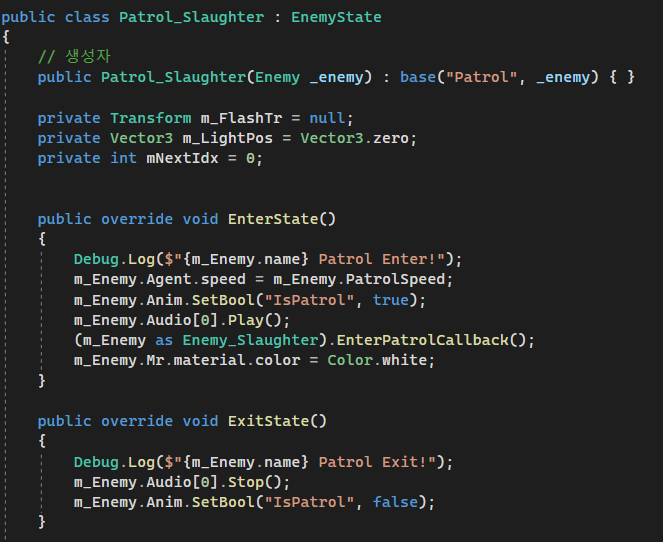 public class Patrol_Slaughter : EnemyState
{
    // 생성자
    public Patrol_Slaughter(Enemy _enemy) : base("Patrol", _enemy) { }

    private Transform m_FlashTr = null;
    private Vector3 m_LightPos = Vector3.zero;
    private int mNextIdx = 0;


    public override void EnterState()
    {
        Debug.Log($"{m_Enemy.name} Patrol Enter!");
        m_Enemy.Agent.speed = m_Enemy.PatrolSpeed;
        m_Enemy.Anim.SetBool("IsPatrol", true);
        m_Enemy.Audio[0].Play();
        (m_Enemy as Enemy_Slaughter).EnterPatrolCallback();
        m_Enemy.Mr.material.color = Color.white;
    }

    public override void ExitState()
    {
        Debug.Log($"{m_Enemy.name} Patrol Exit!");
        m_Enemy.Audio[0].Stop();
        m_Enemy.Anim.SetBool("IsPatrol", false);
    }